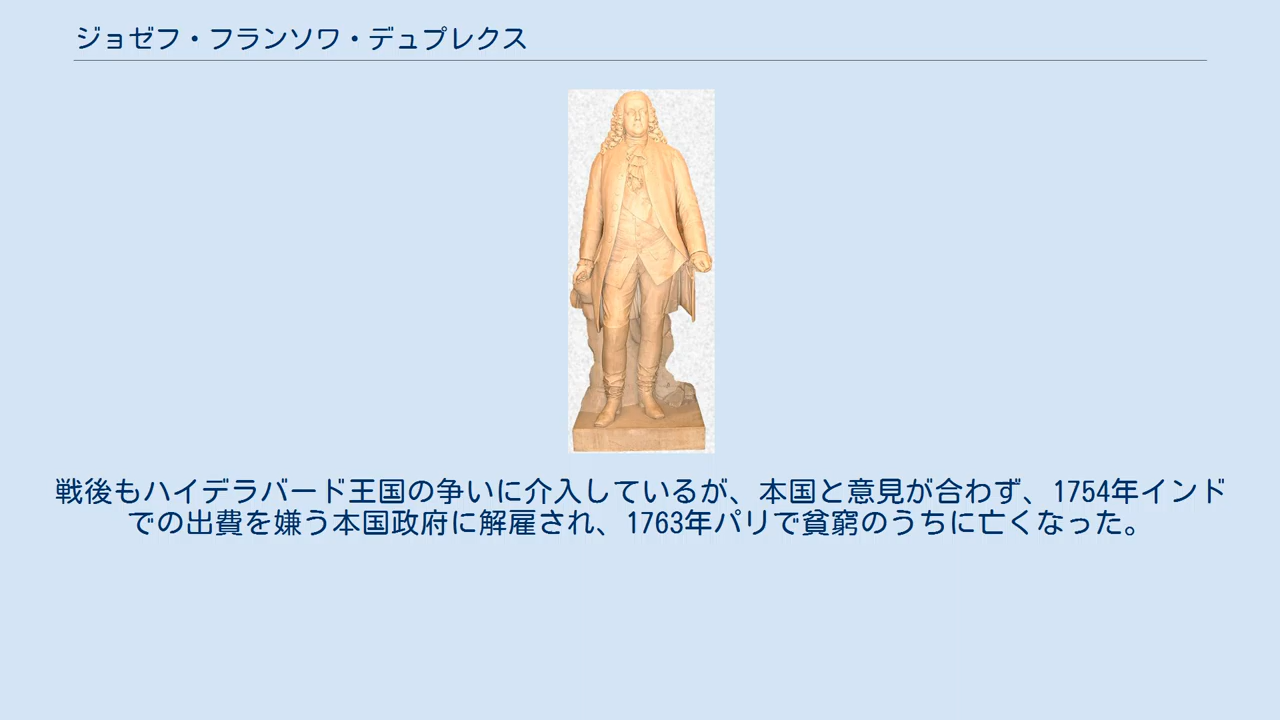 ジョゼフ・フランソワ・デュプレクス
戦後もハイデラバード王国の争いに介入しているが、本国と意見が合わず、1754年インド
での出費を嫌う本国政府に解雇され、1763年パリで貧窮のうちに亡くなった。